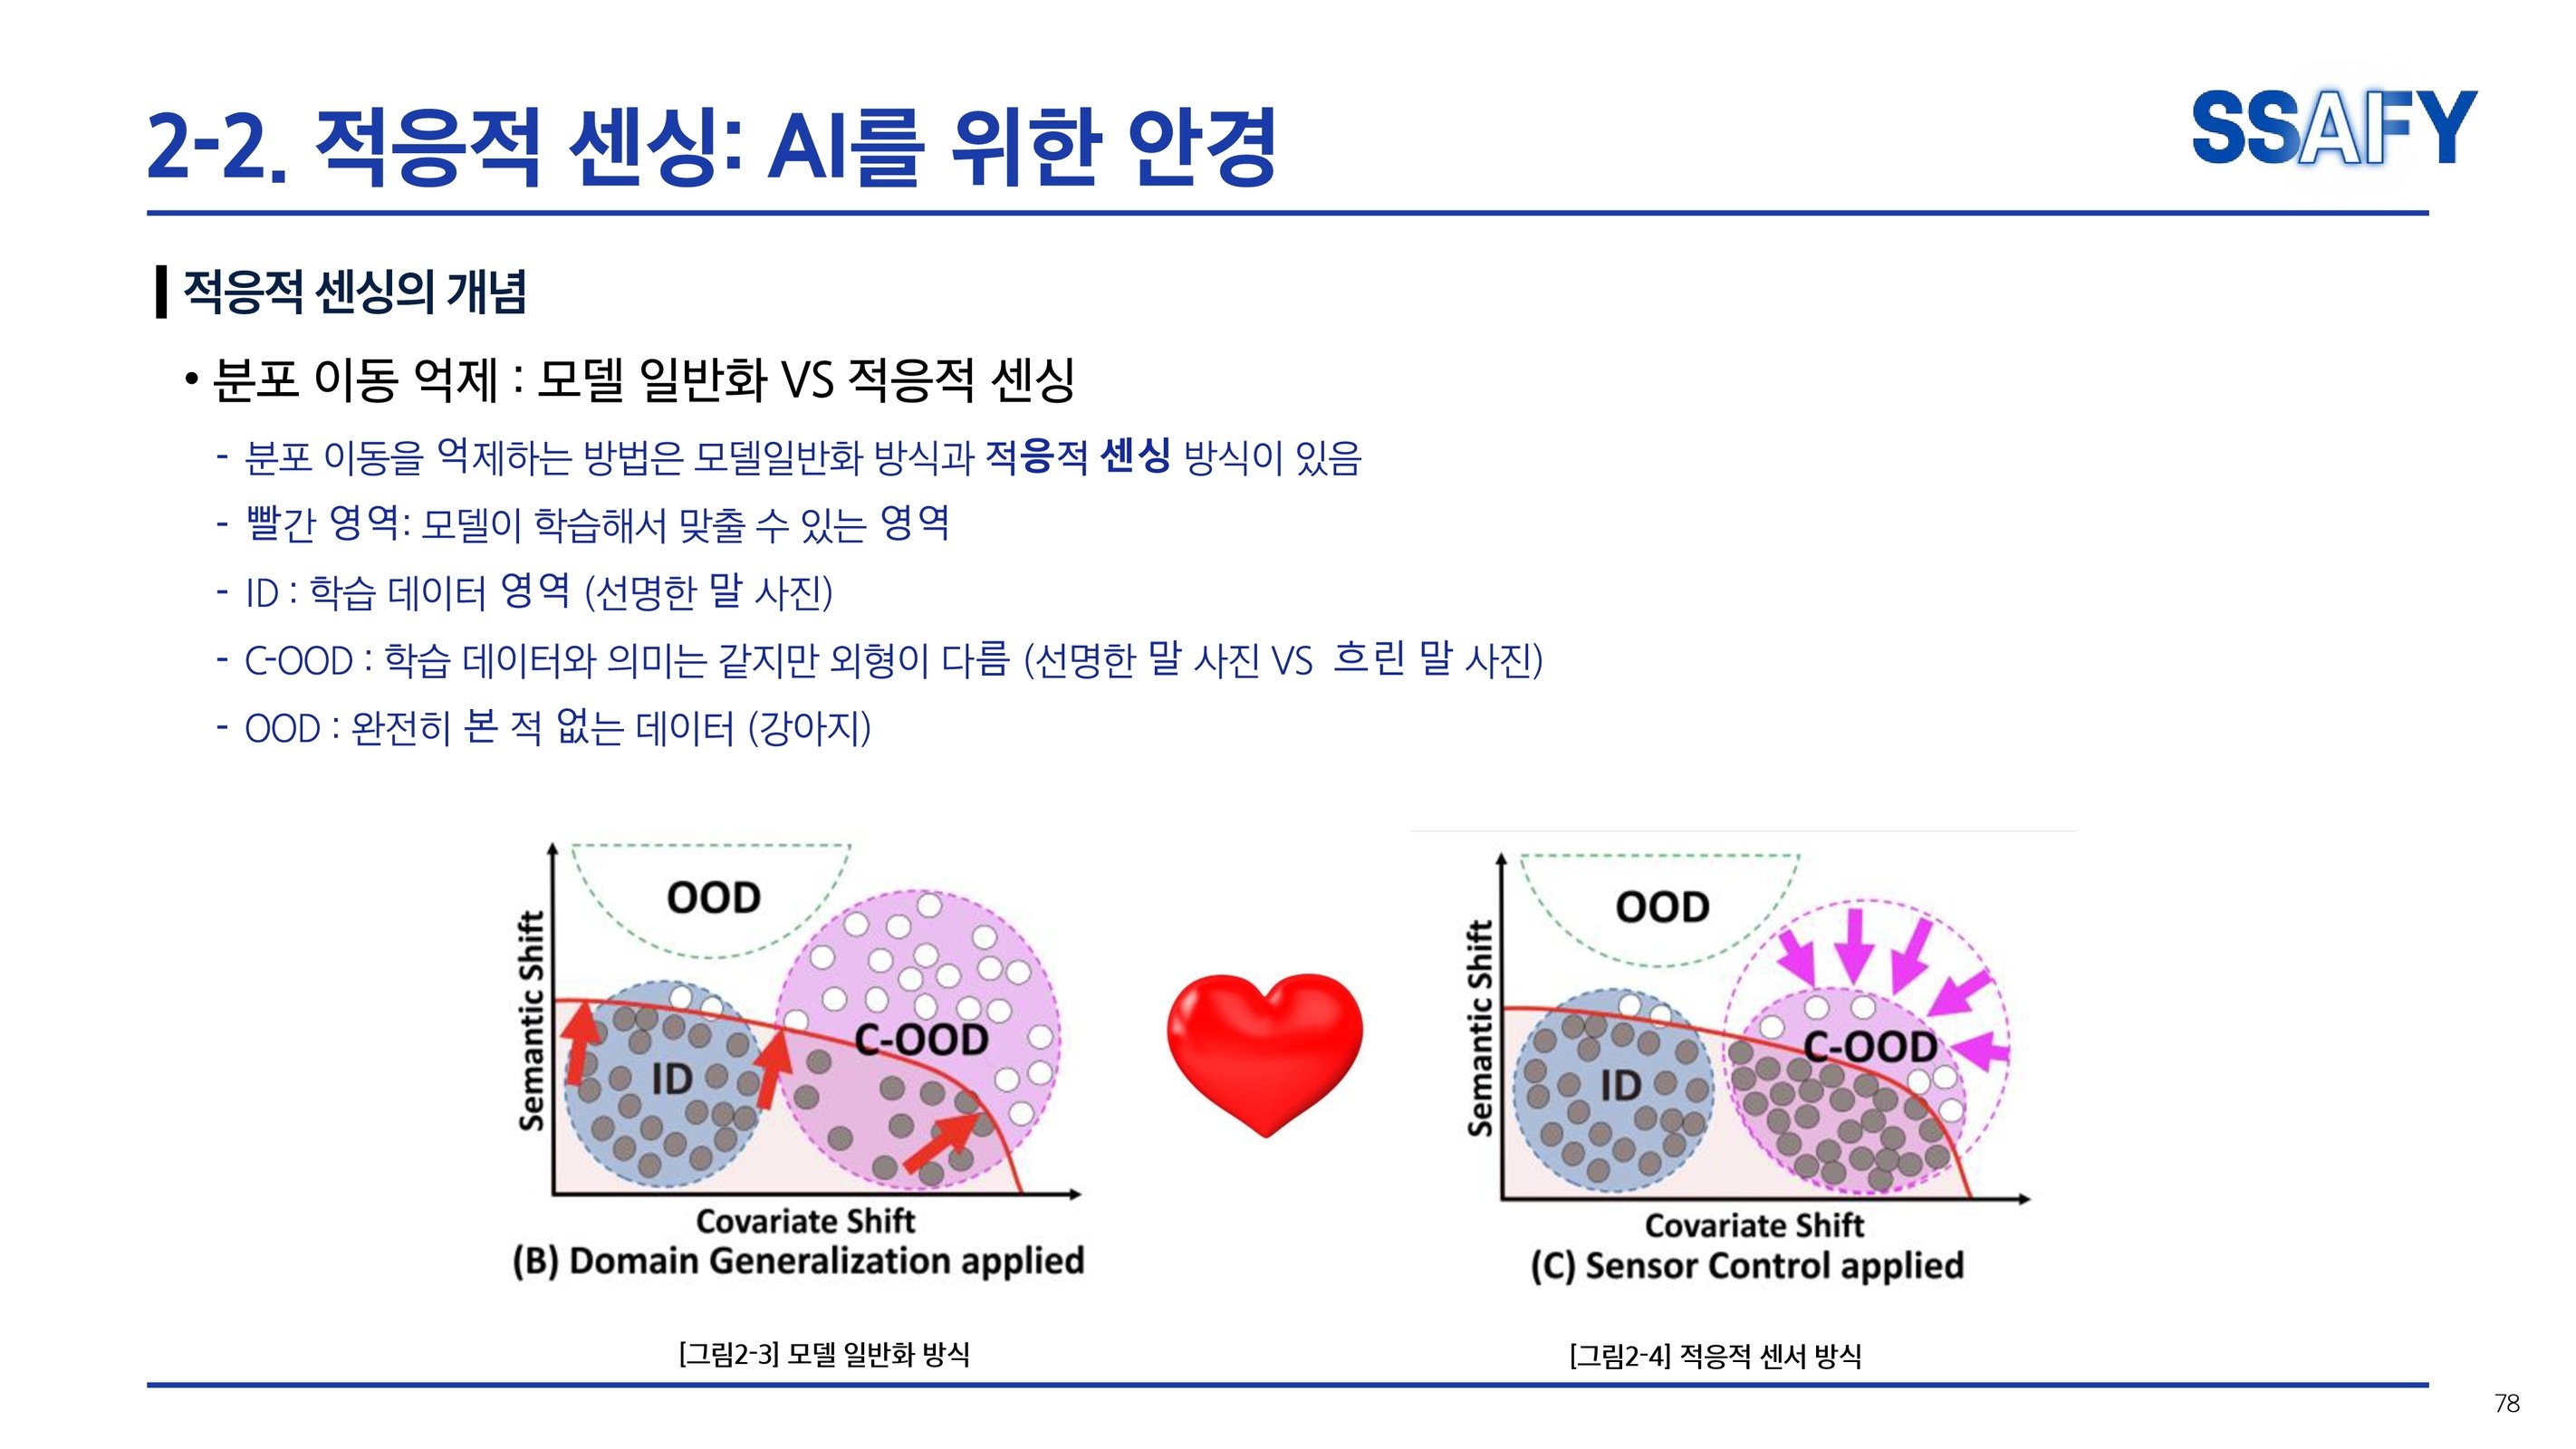 2-2. 적응적 센싱: AI를 위한 안경
SSAFY
적응적 센싱의 개념
• 분포 이동 억제 : 모델 일반화 VS 적응적 센싱
- 분포 이동을 억제하는 방법은 모델일반화 방식과 적응적 센싱 방식이 있음
- 빨간 영역: 모델이 학습해서 맞출 수 있는 영역
- ID : 학습 데이터 영역 (선명한 말 사진)
- C-OOD : 학습 데이터와 의미는 같지만 외형이 다름 (선명한 말 사진 VS 흐린 말 사진)
- OOD : 완전히 본 적 없는 데이터 (강아지)
Semantic Shift
OOD
ID
C-OOD
Covariate Shift
(B) Domain Generalization applied
[그림2-3] 모델 일반화 방식
Semantic Shift
OOD
ID
C-OOD
Covariate Shift
(C) Sensor Control applied
[그림2-4] 적응적 센서 방식
78